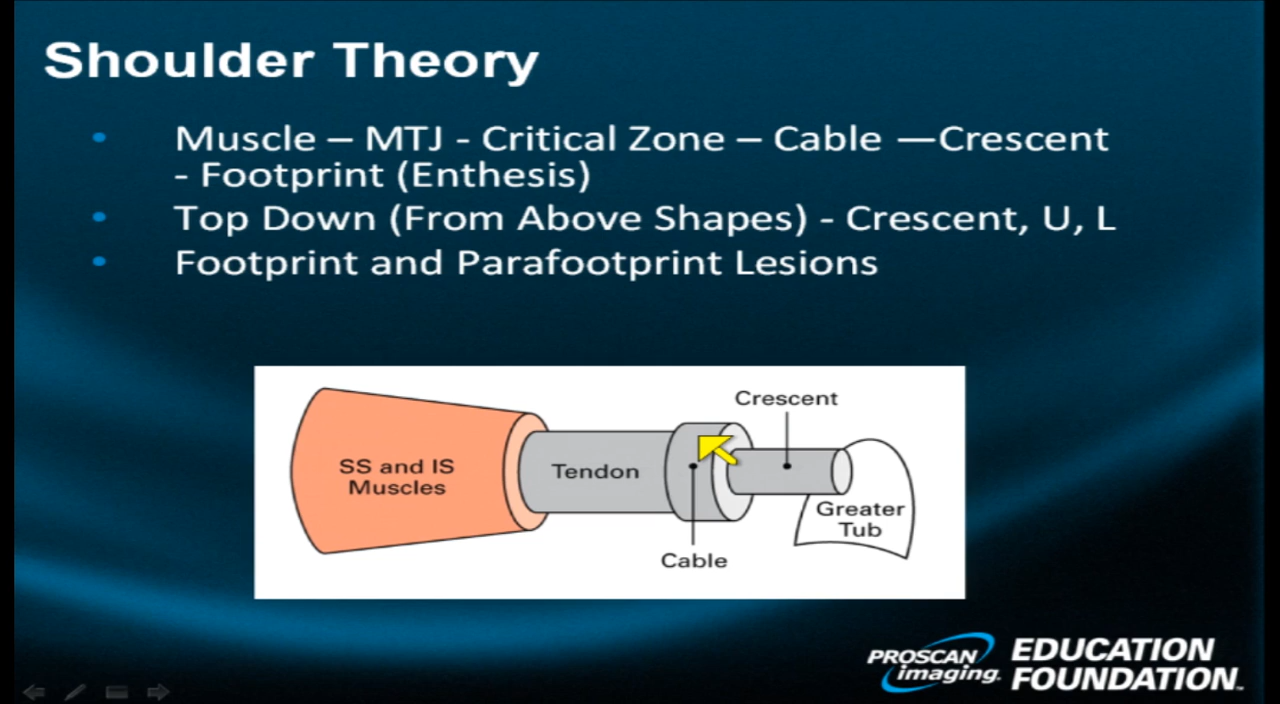 Shoulder Theory
• Muscle – MTJ - Critical Zone – Cable —Crescent
- Footprint (Enthesis)
• Top Down (From Above Shapes) - Crescent, U, L
• Footprint and Parafootprint Lesions
Crescent
SS and IS
Muscles
Tendon
Greater
Tub
Cable
PROSCAN
imaging.
EDUCATION
FOUNDATION